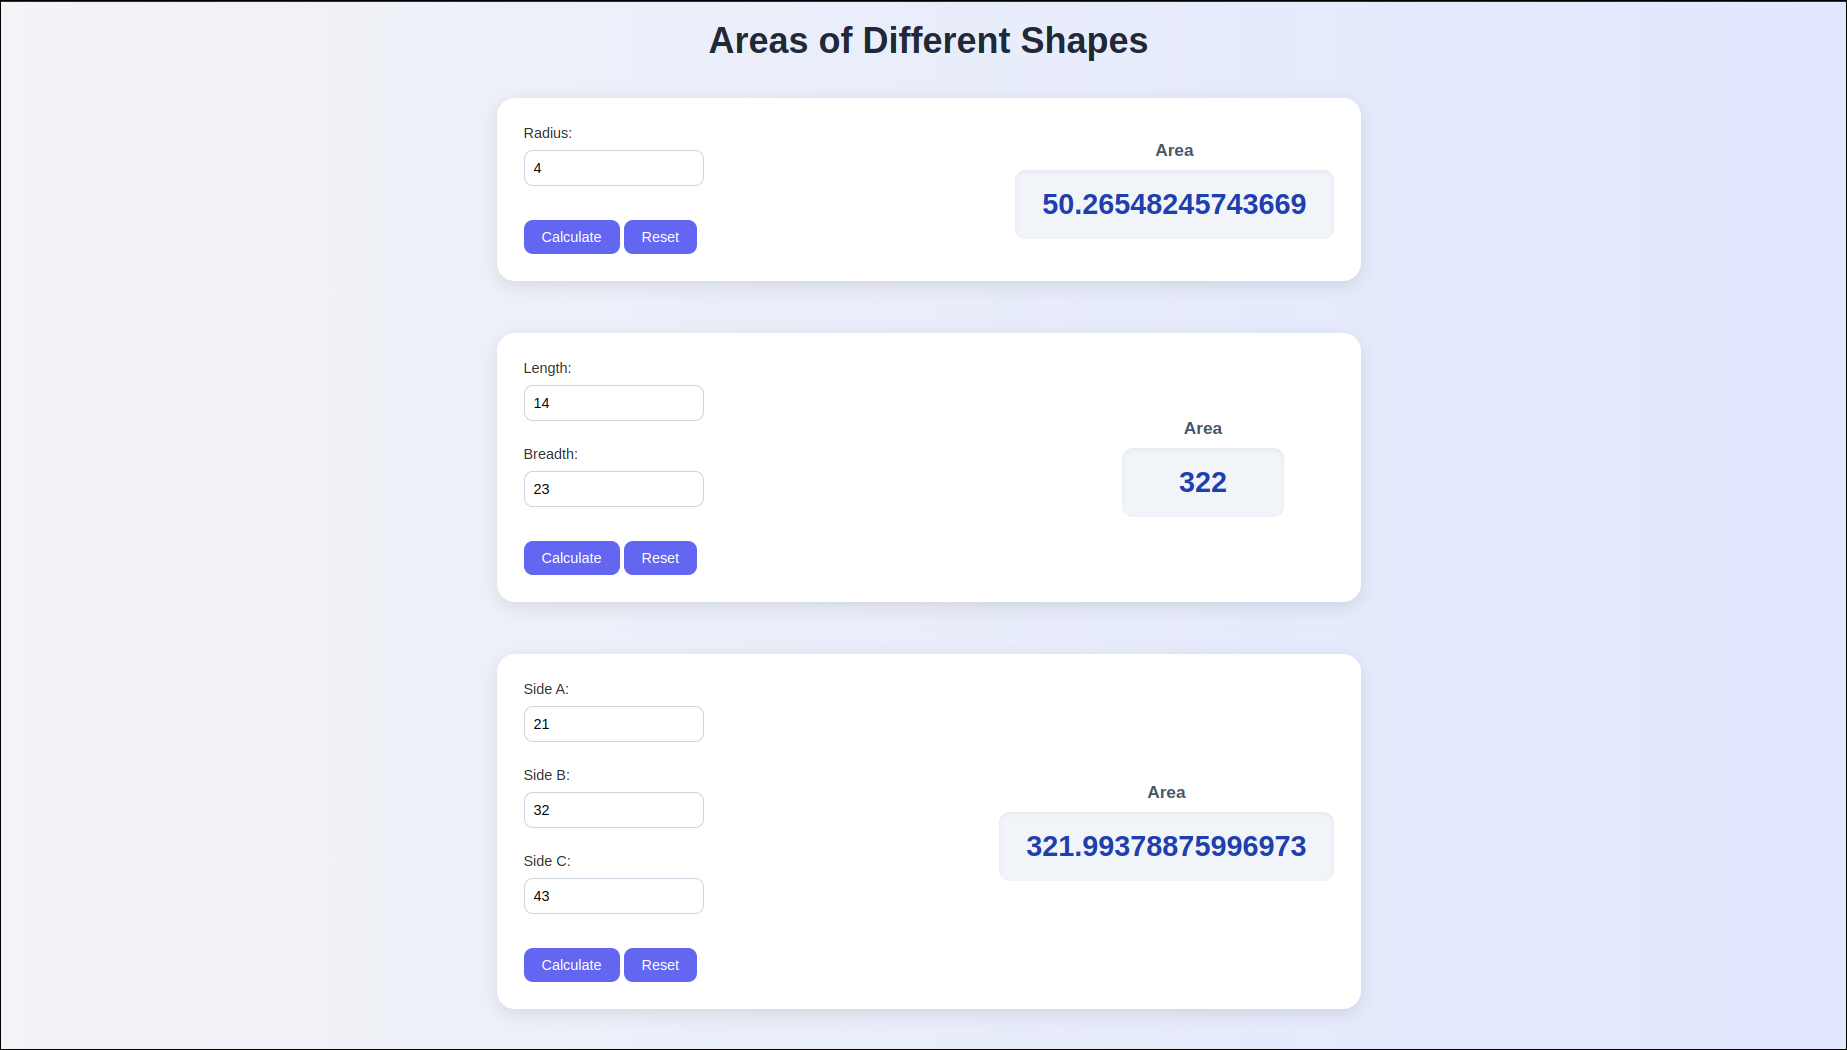 Areas of Different Shapes
Radius:
4
Calculate Reset
Area
50.26548245743669
Length:
14
Breadth:
23
Calculate Reset
Area
322
Side A:
21
Side B:
32
Side C:
43
Calculate Reset
Area
321.99378875996973